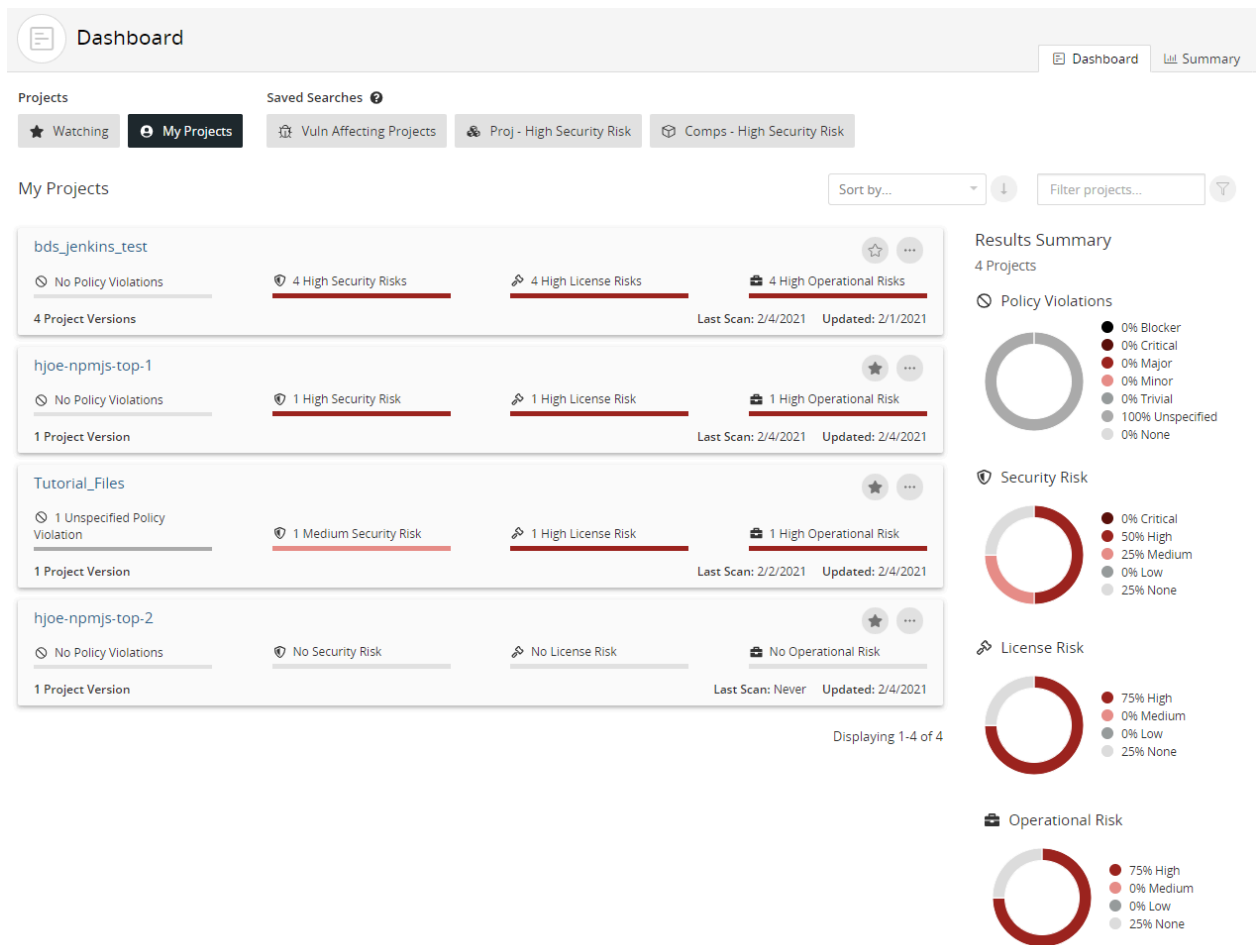 Dashboard
Dashboard
Summary
Projects
Saved Searches ?
Watching
My Projects
Vuln Affecting Projects
Proj - High Security Risk
Comps - High Security Risk
My Projects
Sort by...
Filter projects...
bds_jenkins_test
No Policy Violations
4 High Security Risks
4 High License Risks
4 High Operational Risks
4 Project Versions
Last Scan: 2/4/2021 Updated: 2/1/2021
hjoe-npmjs-top-1
No Policy Violations
1 High Security Risk
1 High License Risk
1 High Operational Risk
1 Project Version
Last Scan: 2/4/2021 Updated: 2/4/2021
Tutorial_Files
1 Unspecified Policy
Violation
1 Medium Security Risk
1 High License Risk
1 High Operational Risk
1 Project Version
Last Scan: 2/2/2021 Updated: 2/4/2021
hjoe-npmjs-top-2
No Policy Violations
No Security Risk
No License Risk
No Operational Risk
1 Project Version
Last Scan: Never Updated: 2/4/2021
Displaying 1-4 of 4
Results Summary
4 Projects
Policy Violations
0% Blocker
0% Critical
0% Major
0% Minor
0% Trivial
100% Unspecified
0% None
Security Risk
0% Critical
50% High
25% Medium
0% Low
25% None
License Risk
75% High
0% Medium
0% Low
25% None
Operational Risk
75% High
0% Medium
0% Low
25% None